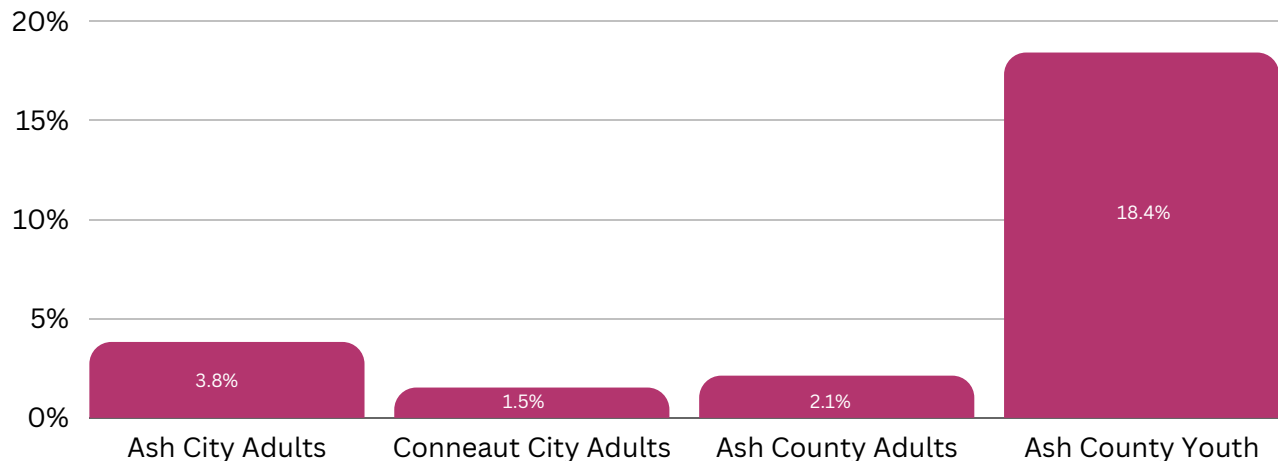 20%
15%
10%
5%
0%
3.8%
1.5%
2.1%
18.4%
Ash City Adults
Conneaut City Adults
Ash County Adults
Ash County Youth